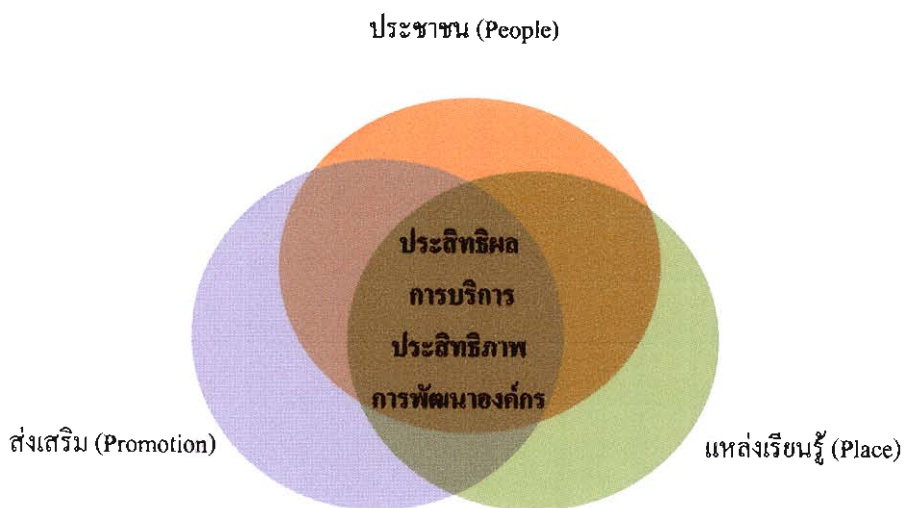 ประชาชน (People)
ประสิทธิผล
การบริการ
ประสิทธิภาพ
การพัฒนาองค์กร
ส่งเสริม (Promotion)
แหล่งเรียนรู้ (Place)